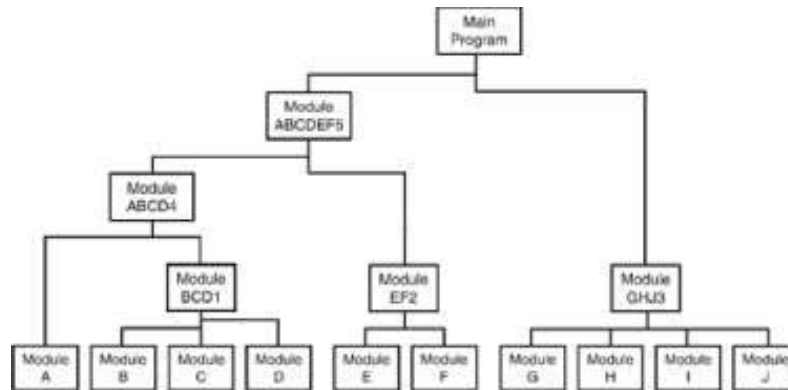 Main
Program
Module
ABCDEF5
Module
ABCD4
Module
BCD1
Module
EF2
Module
GHJ3
Module
A
Module
B
Module
C
Module
D
Module
E
Module
F
Module
G
Module
H
Module
I
Module
J